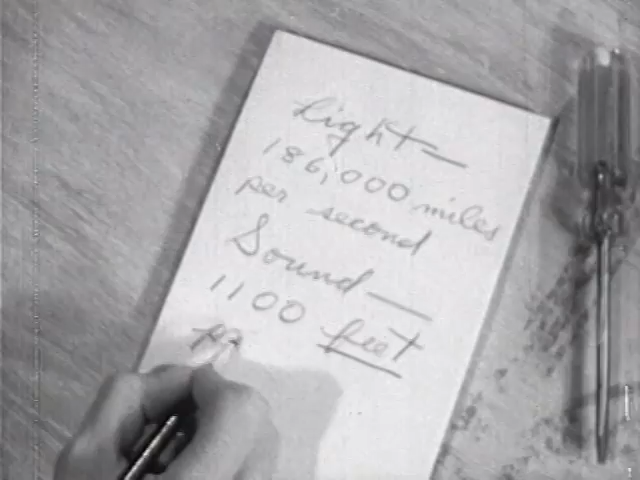 Light—
186,000 miles
per second
Sound—
1100 feet